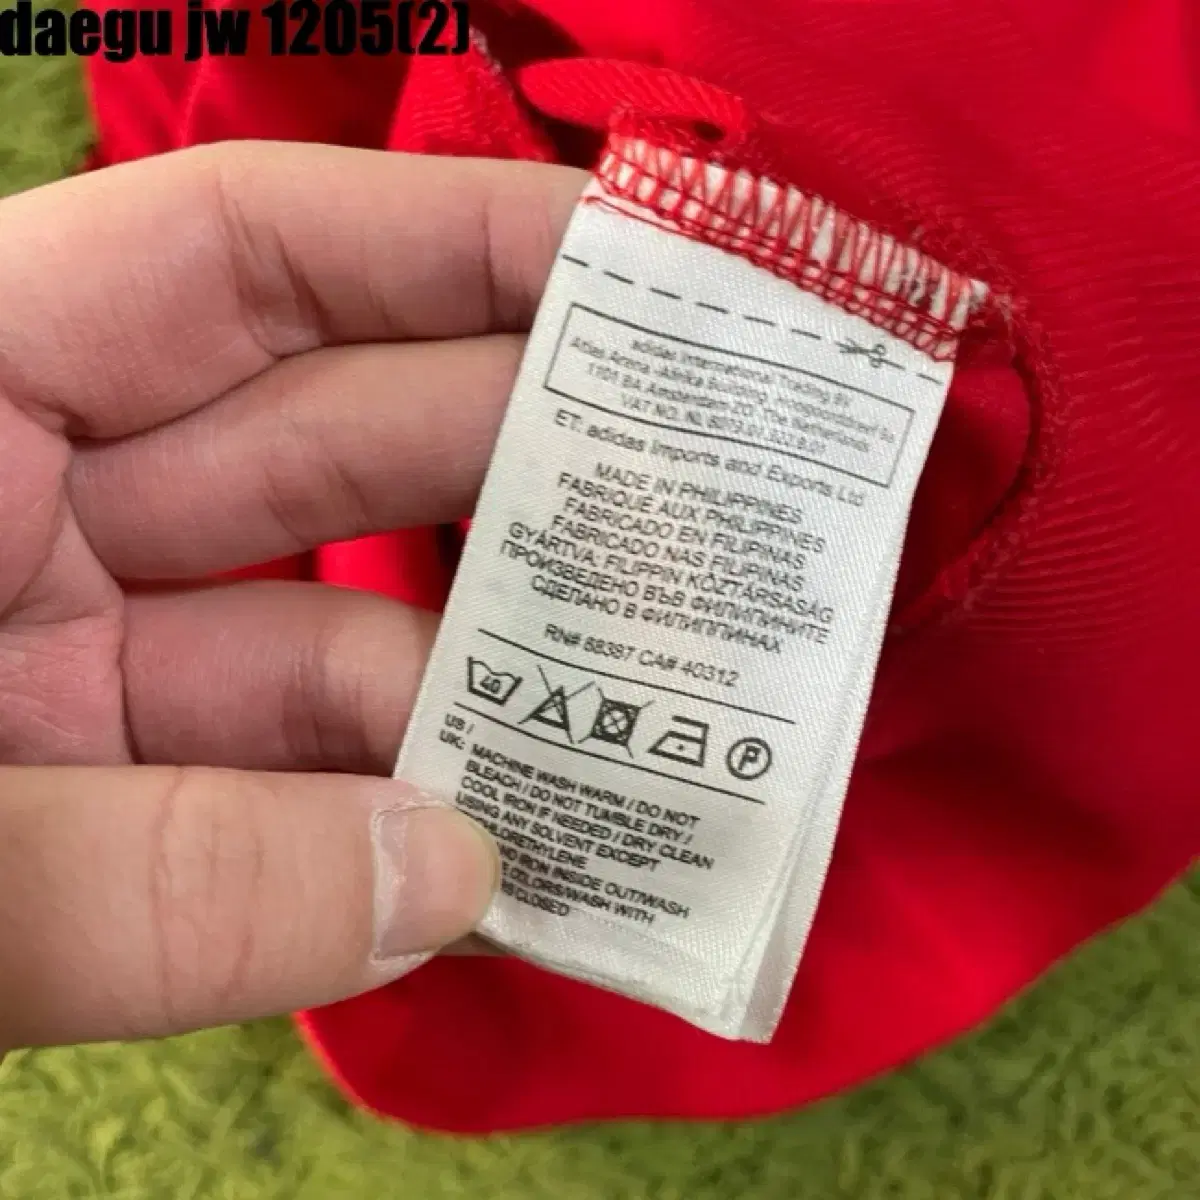 daegu jw 1205(2)
adidas International Trading BV
Atlas Arena /Afrika Building, Hoogoorddreef 9a
1101 BA Amsterdam ZO, The Netherlands
VAT NO. NL
ET: adidas Imports and Exports Ltd
MADE IN PHILIPPINES
FABRIQUÉ AUX PHILIPPINES
FABRICADO EN FILIPINAS
FABRICADO NAS FILIPINAS
GYÁRTVA: FILIPPIN KÖZTÁRSASÁG
ПРОИЗВЕДЕНО ВЪВ ФИЛИПИНИТЕ
СДЕЛАНО В ФИЛИППИНАХ
RN# 88387 CA# 40312
40
P
US /
UK: MACHINE WASH WARM / DO NOT
BLEACH / DO NOT TUMBLE DRY /
COOL IRON IF NEEDED / DRY CLEAN
USING ANY SOLVENT EXCEPT
IRON INSIDE OUT/WASH
COLORS/WASH WITH
CLOSED